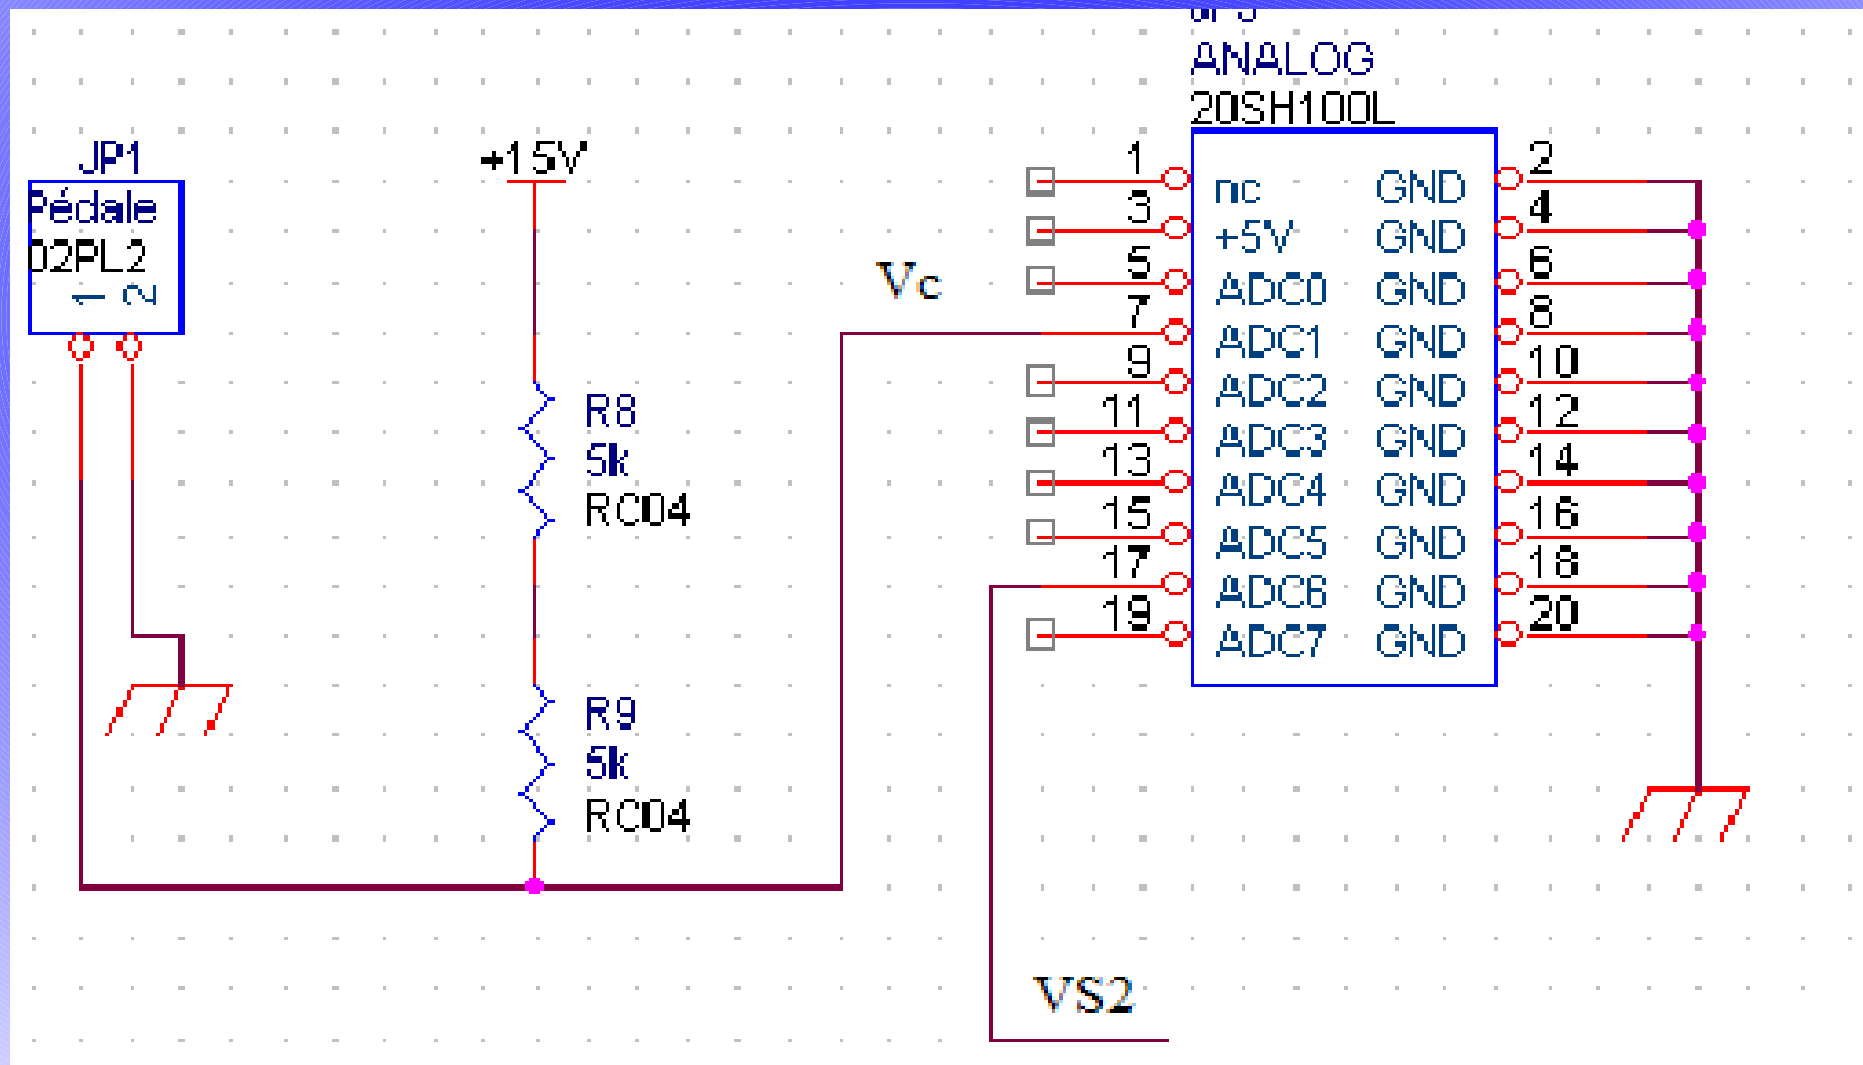 ANALOG
20SH100L
JP1
Pédale
02PL2
1
2
+15V
R8
5k
RC04
R9
5k
RC04
Vc
VS2
1 nc GND 2
3 +5V GND 4
5 ADC0 GND 6
7 ADC1 GND 8
9 ADC2 GND 10
11 ADC3 GND 12
13 ADC4 GND 14
15 ADC5 GND 16
17 ADC6 GND 18
19 ADC7 GND 20